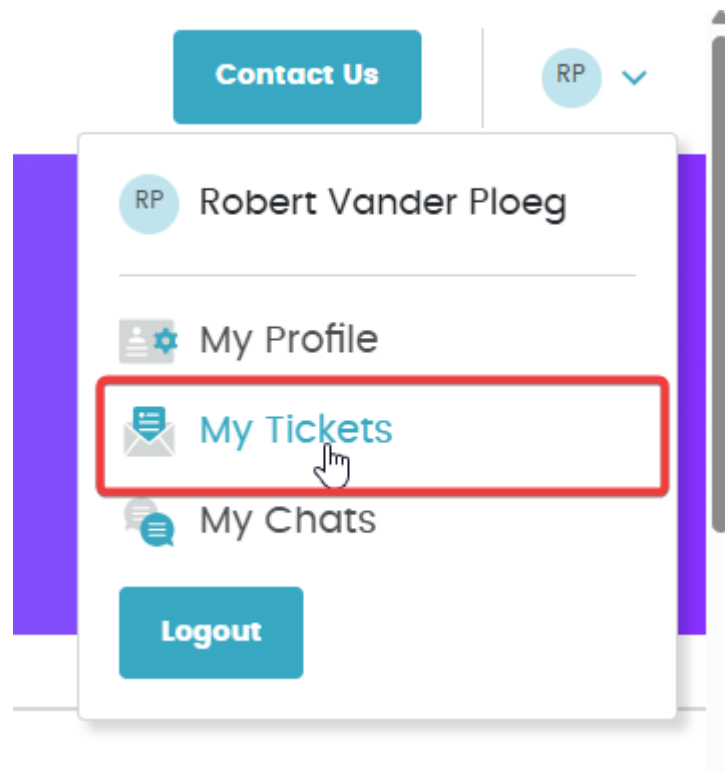 Contact Us
RP
RP
Robert Vander Ploeg
My Profile
My Tickets
My Chats
Logout